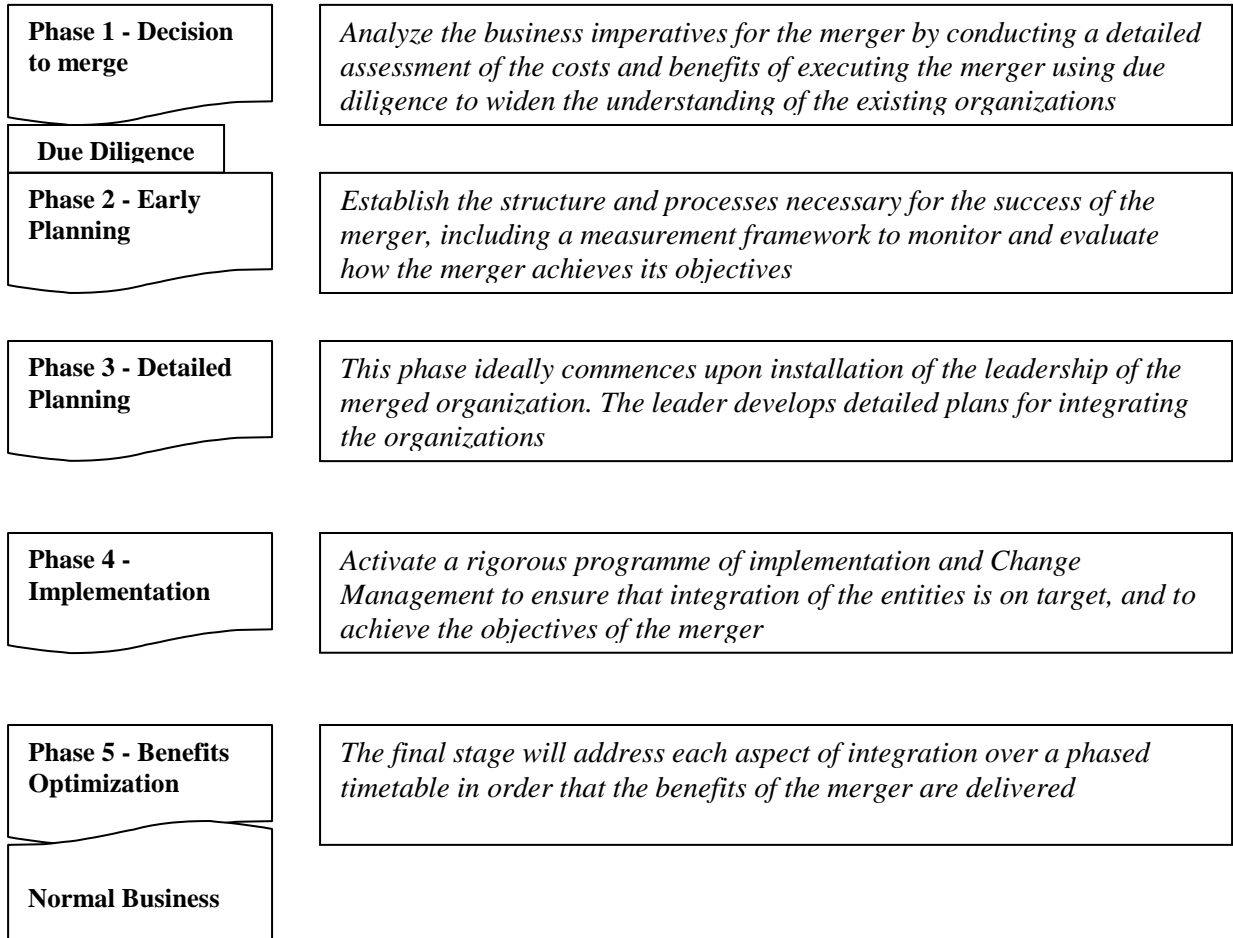 Phase 1 - Decision
to merge
Analyze the business imperatives for the merger by conducting a detailed
assessment of the costs and benefits of executing the merger using due
diligence to widen the understanding of the existing organizations
Due Diligence
Phase 2 - Early
Planning
Establish the structure and processes necessary for the success of the
merger, including a measurement framework to monitor and evaluate
how the merger achieves its objectives
Phase 3 - Detailed
Planning
This phase ideally commences upon installation of the leadership of the
merged organization. The leader develops detailed plans for integrating
the organizations
Phase 4 -
Implementation
Activate a rigorous programme of implementation and Change
Management to ensure that integration of the entities is on target, and to
achieve the objectives of the merger
Phase 5 - Benefits
Optimization
The final stage will address each aspect of integration over a phased
timetable in order that the benefits of the merger are delivered
Normal Business